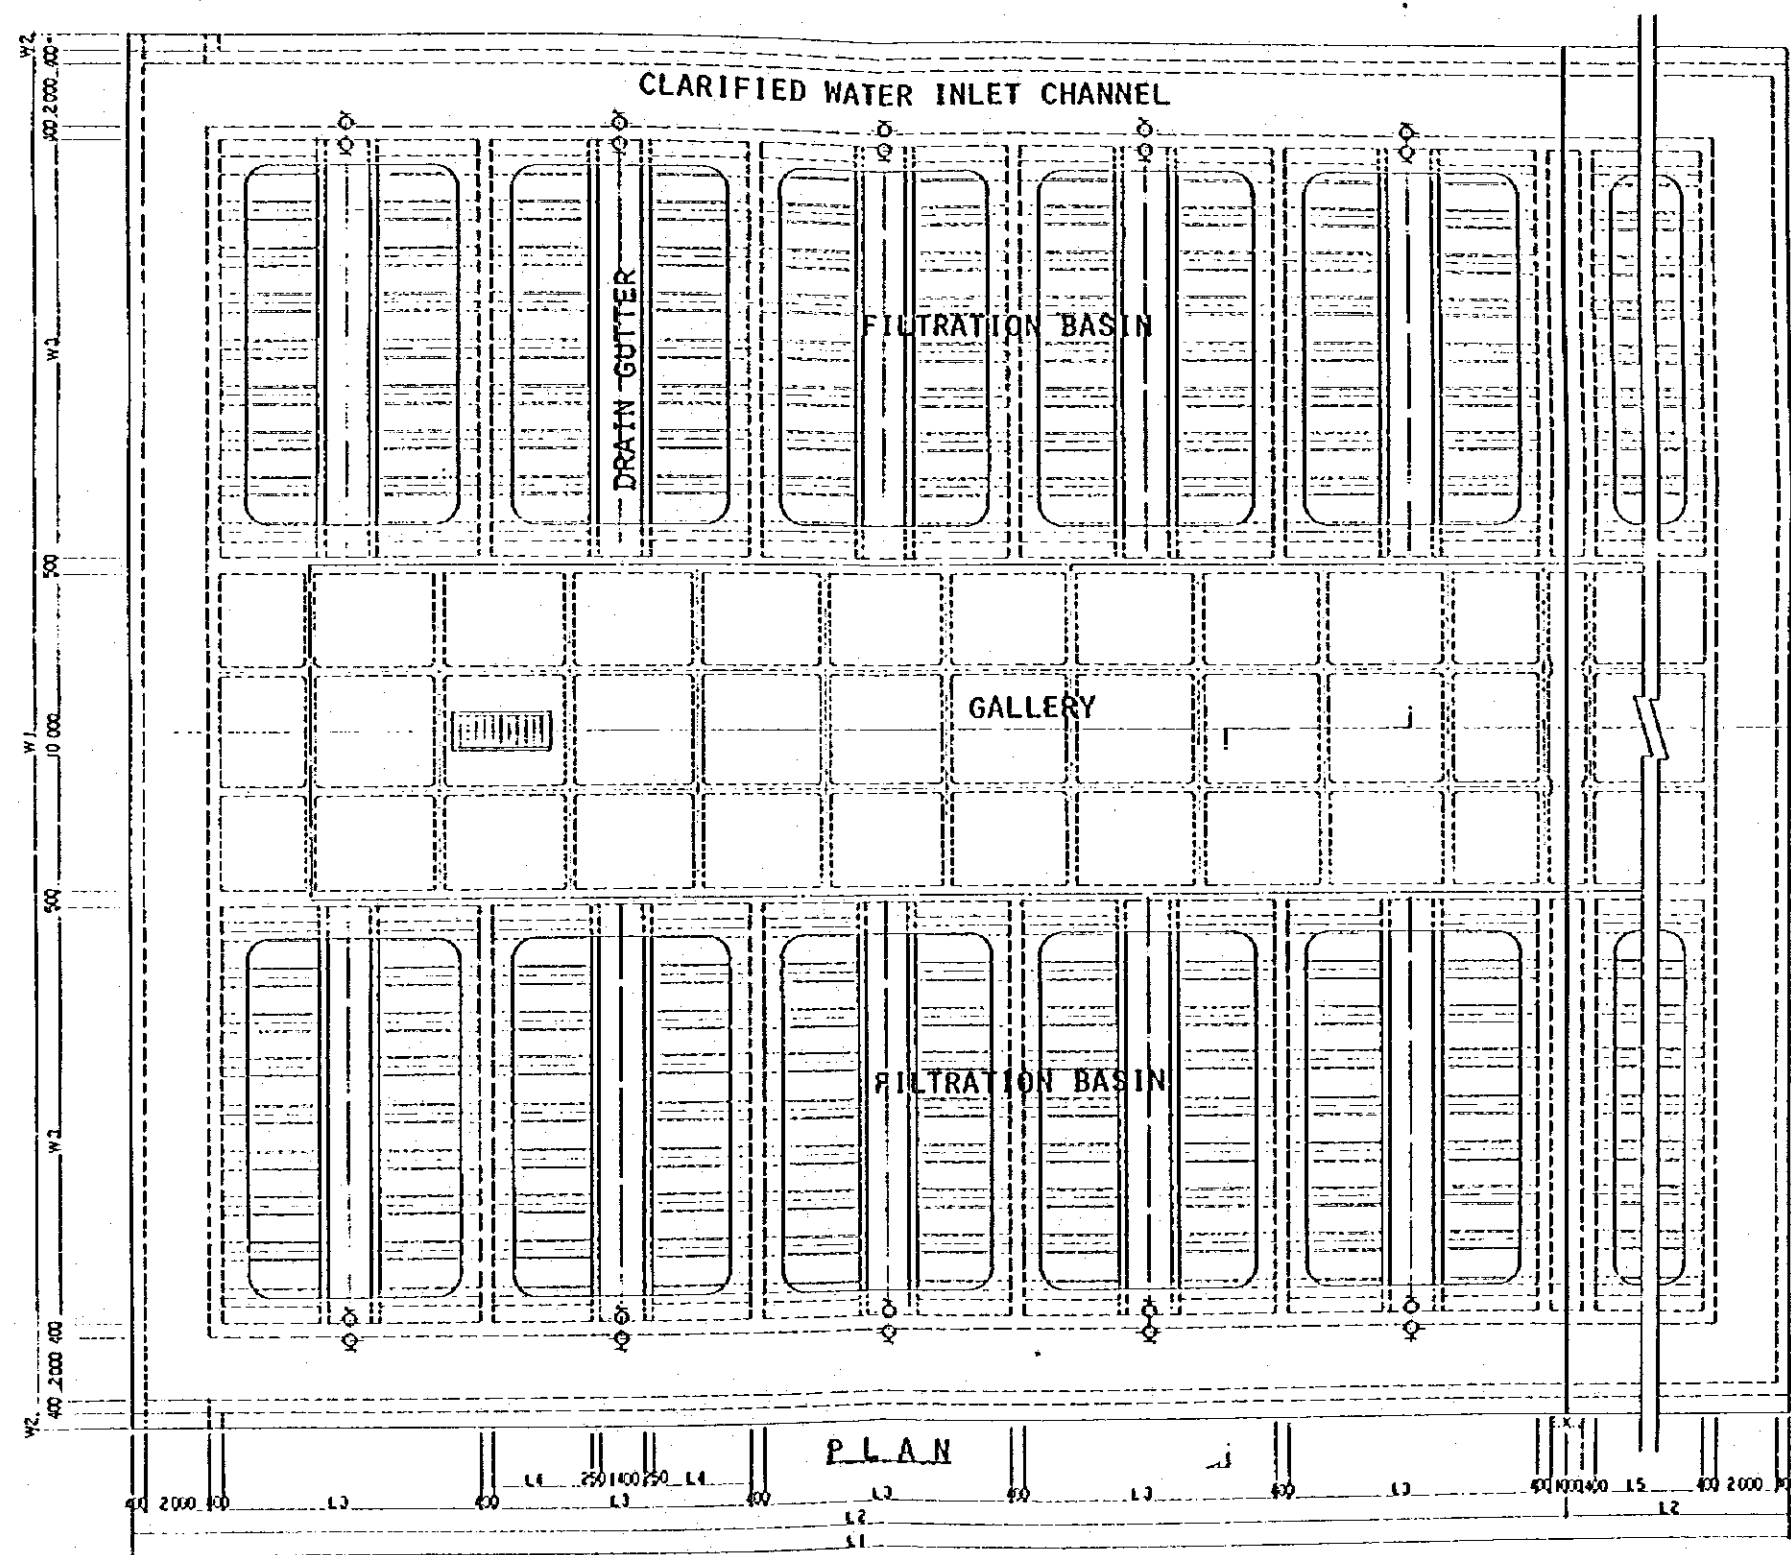 CLARIFIED WATER INLET CHANNEL
DRAIN GUTTER
FILTRATION BASIN
GALLERY
FILTRATION BASIN
PLAN
W2
400
2000
400
W3
500
W1
10 000
500
W3
400
2000
400
W2
E.X.
L4 250 1400 250 L4
400 2000 400 L3 400 L3 400 L3 400 L3 400 L3 400 1000 400 L5 400 2000
L2 L2
L1